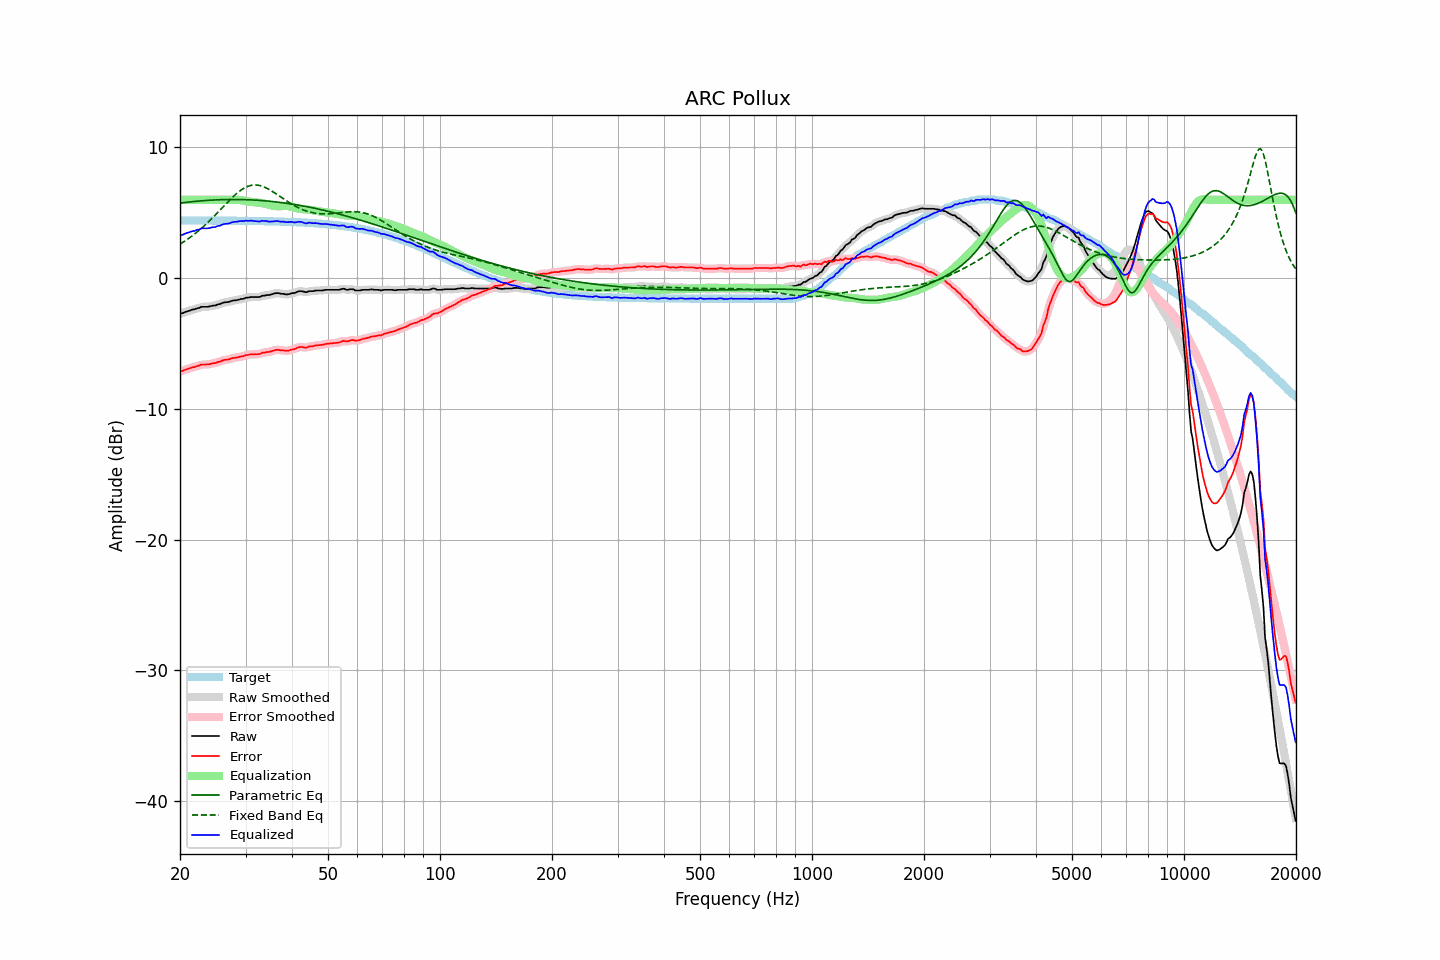 ARC Pollux
10
0
−10
−20
−30
−40
Amplitude (dBr)
Target
Raw Smoothed
Error Smoothed
Raw
Error
Equalization
Parametric Eq
Fixed Band Eq
Equalized
20 50 100 200 500 1000 2000 5000 10000 20000
Frequency (Hz)